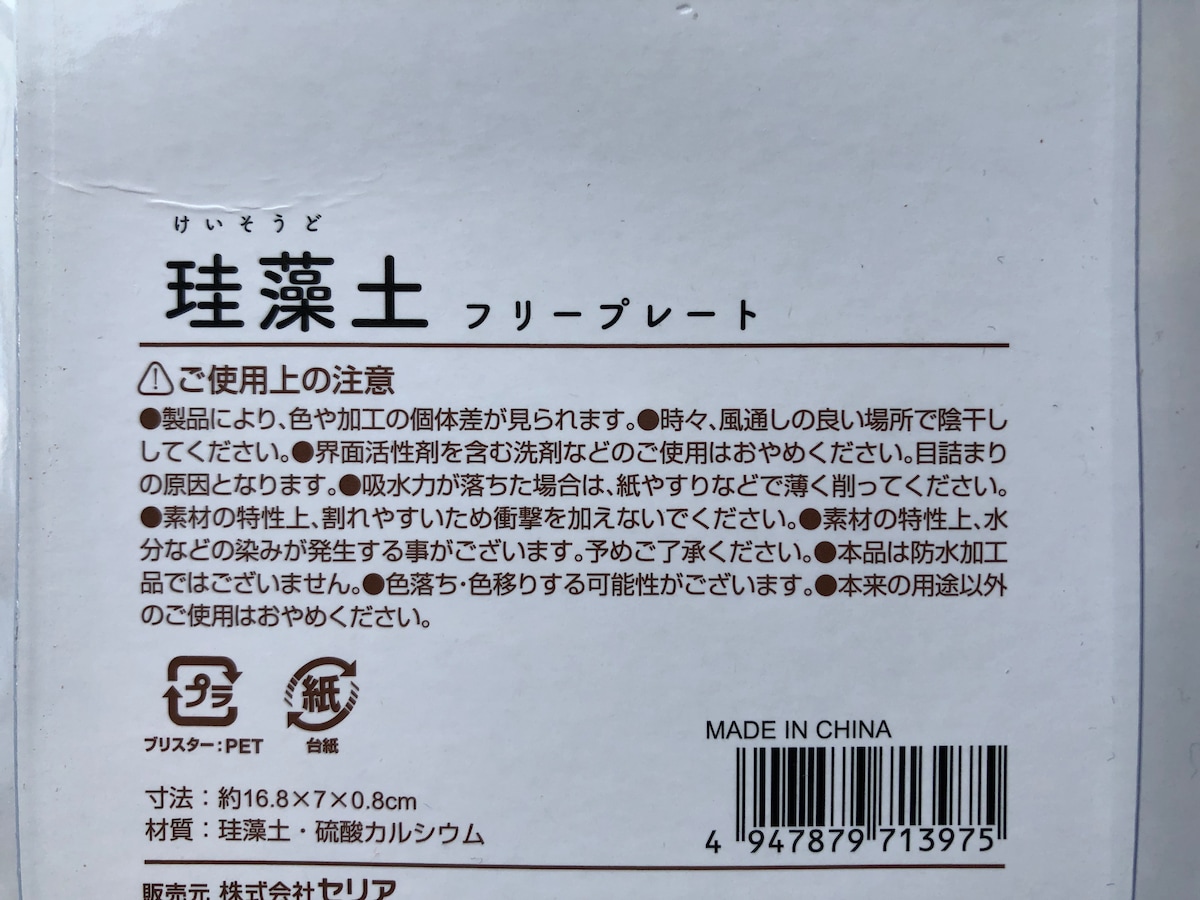 けいそうど
珪藻土 フリープレート
ご使用上の注意
●製品により、色や加工の個体差が見られます。●時々、風通しの良い場所で陰干し
してください。●界面活性剤を含む洗剤などのご使用はおやめください。目詰まり
の原因となります。●吸水力が落ちた場合は、紙やすりなどで薄く削ってください。
●素材の特性上、割れやすいため衝撃を加えないでください。●素材の特性上、水
分などの染みが発生する事がございます。予めご了承ください。●本品は防水加工
品ではございません。●色落ち・色移りする可能性がございます。●本来の用途以外
のご使用はおやめください。
プラ 紙
ブリスター：PET 台紙
MADE IN CHINA
寸法：約16.8×7×0.8cm
材質：珪藻土・硫酸カルシウム
4 947879 713975
販売元 株式会社セリア